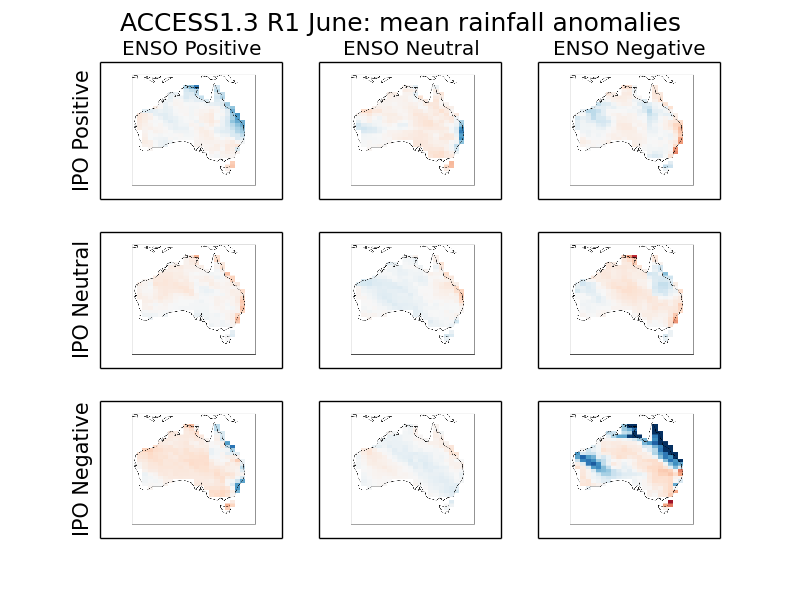 ACCESS1.3 R1 June: mean rainfall anomalies
ENSO Positive
ENSO Neutral
ENSO Negative
IPO Positive
IPO Neutral
IPO Negative